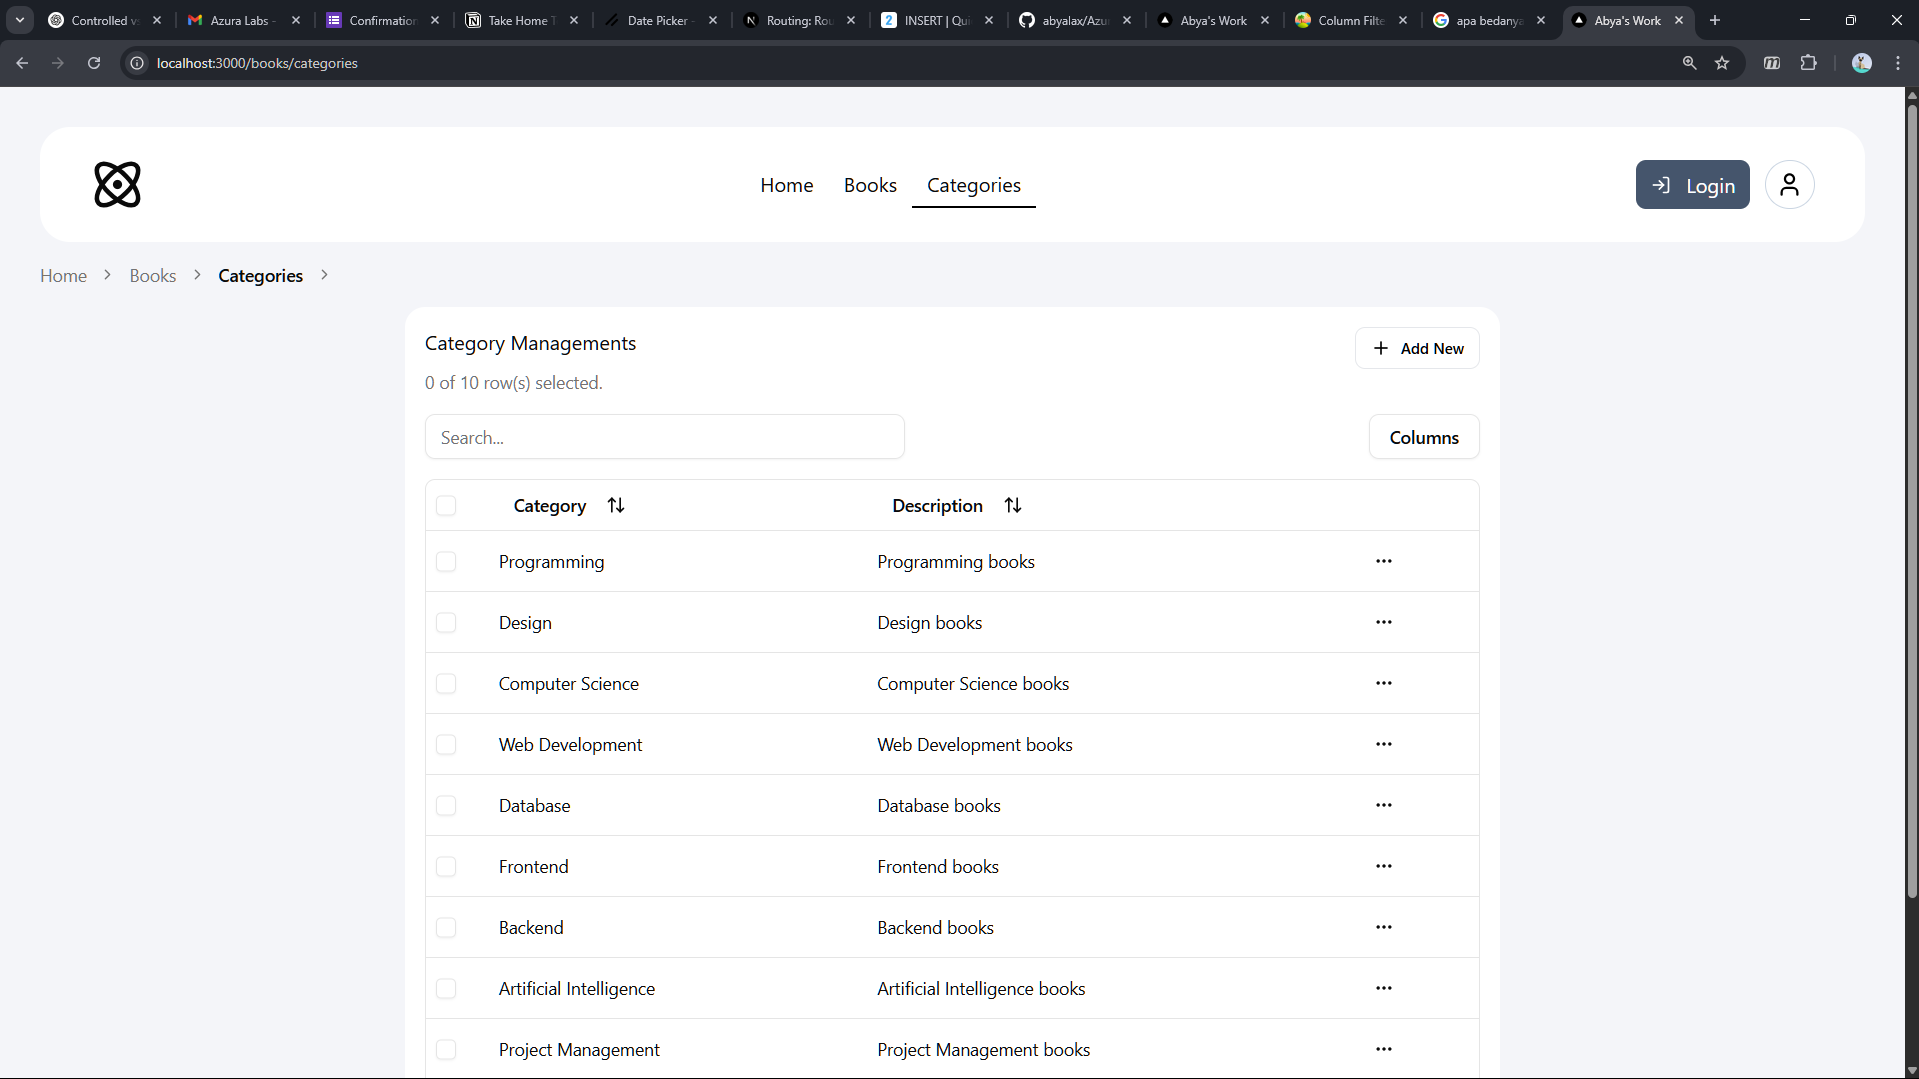 Controlled vs
Azura Labs -
Confirmation
Take Home T
Date Picker -
Routing: Rou
INSERT | Qui
abyalax/Azu
Abya's Work
Column Filte
apa bedanya
Abya's Work
localhost:3000/books/categories
Home
Books
Categories
Login
Home
Books
Categories
Category Managements
Add New
0 of 10 row(s) selected.
Search...
Columns
Category
Description
Programming
Programming books
Design
Design books
Computer Science
Computer Science books
Web Development
Web Development books
Database
Database books
Frontend
Frontend books
Backend
Backend books
Artificial Intelligence
Artificial Intelligence books
Project Management
Project Management books